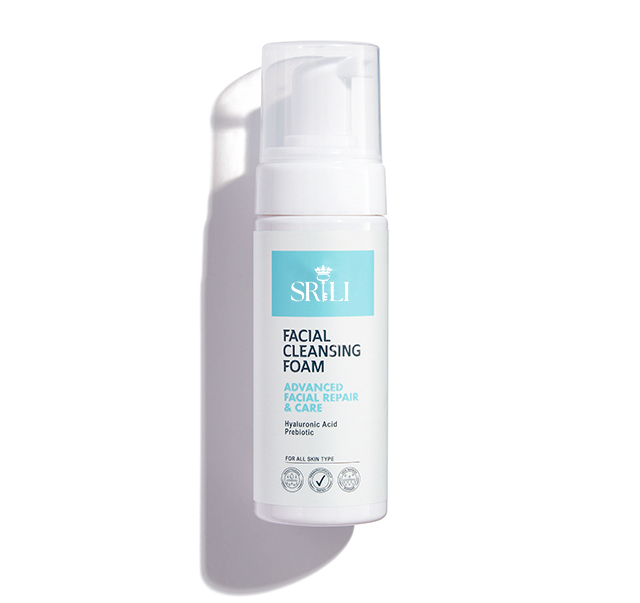 SRILI
FACIAL
CLEANSING
FOAM
ADVANCED
FACIAL REPAIR
& CARE
Hyaluronic Acid
Prebiotic
FOR ALL SKIN TYPE